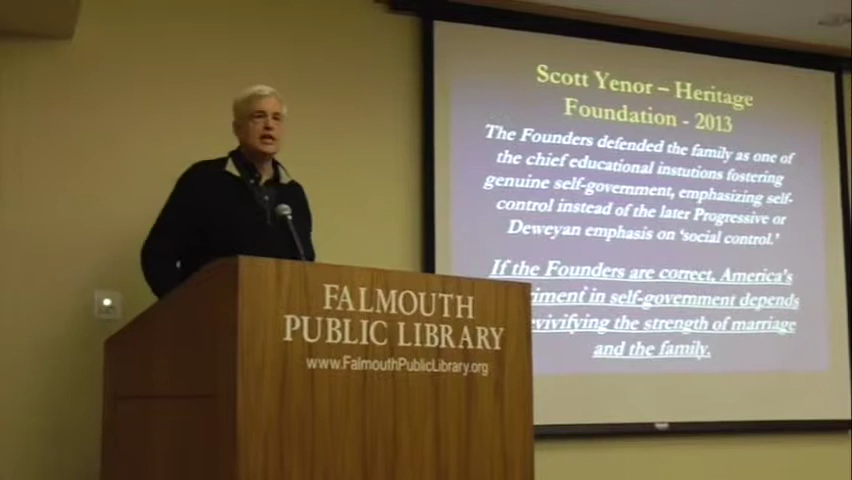 Scott Yenor – Heritage
Foundation - 2013
"The Founders defended the family as one of
the chief educational instutions fostering
genuine self-government, emphasizing self-
control instead of the later Progressive or
Deweyan emphasis on 'social control.'
If the Founders are correct, America's
in self-government depends
the strength of marriage
and the family.
FALMOUTH
PUBLIC LIBRARY
www.FalmouthPublicLibrary.org